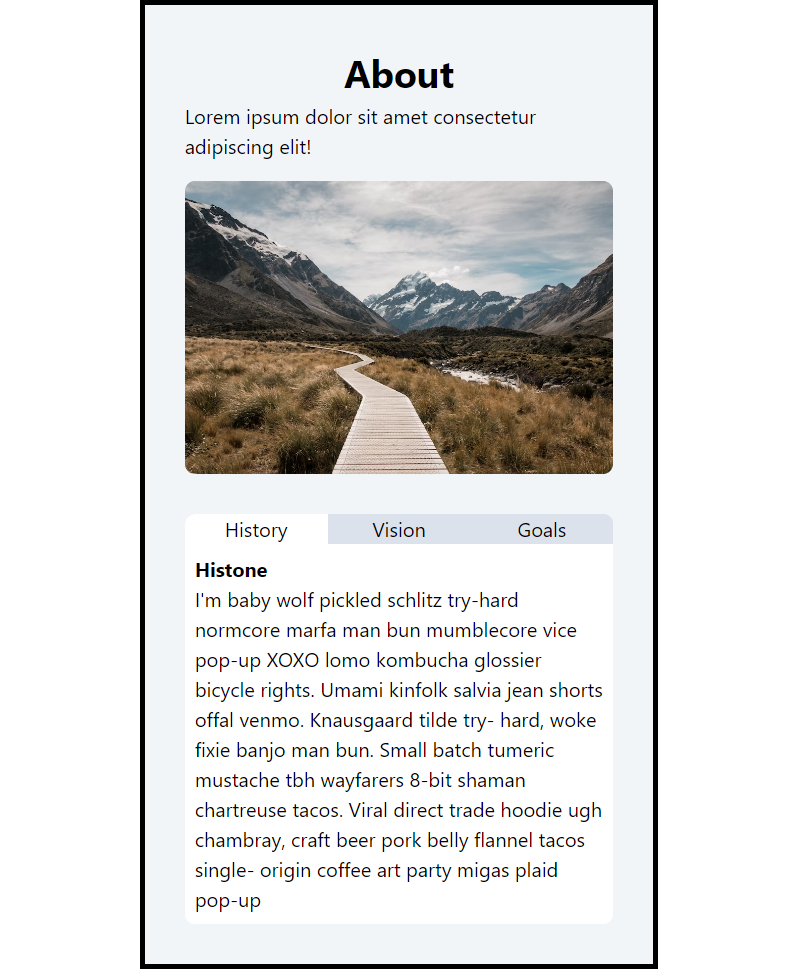 About
Lorem ipsum dolor sit amet consectetur
adipiscing elit!
History Vision Goals
Histone
I'm baby wolf pickled schlitz try-hard
normcore marfa man bun mumblecore vice
pop-up XOXO lomo kombucha glossier
bicycle rights. Umami kinfolk salvia jean shorts
offal venmo. Knausgaard tilde try- hard, woke
fixie banjo man bun. Small batch tumeric
mustache tbh wayfarers 8-bit shaman
chartreuse tacos. Viral direct trade hoodie ugh
chambray, craft beer pork belly flannel tacos
single- origin coffee art party migas plaid
pop-up